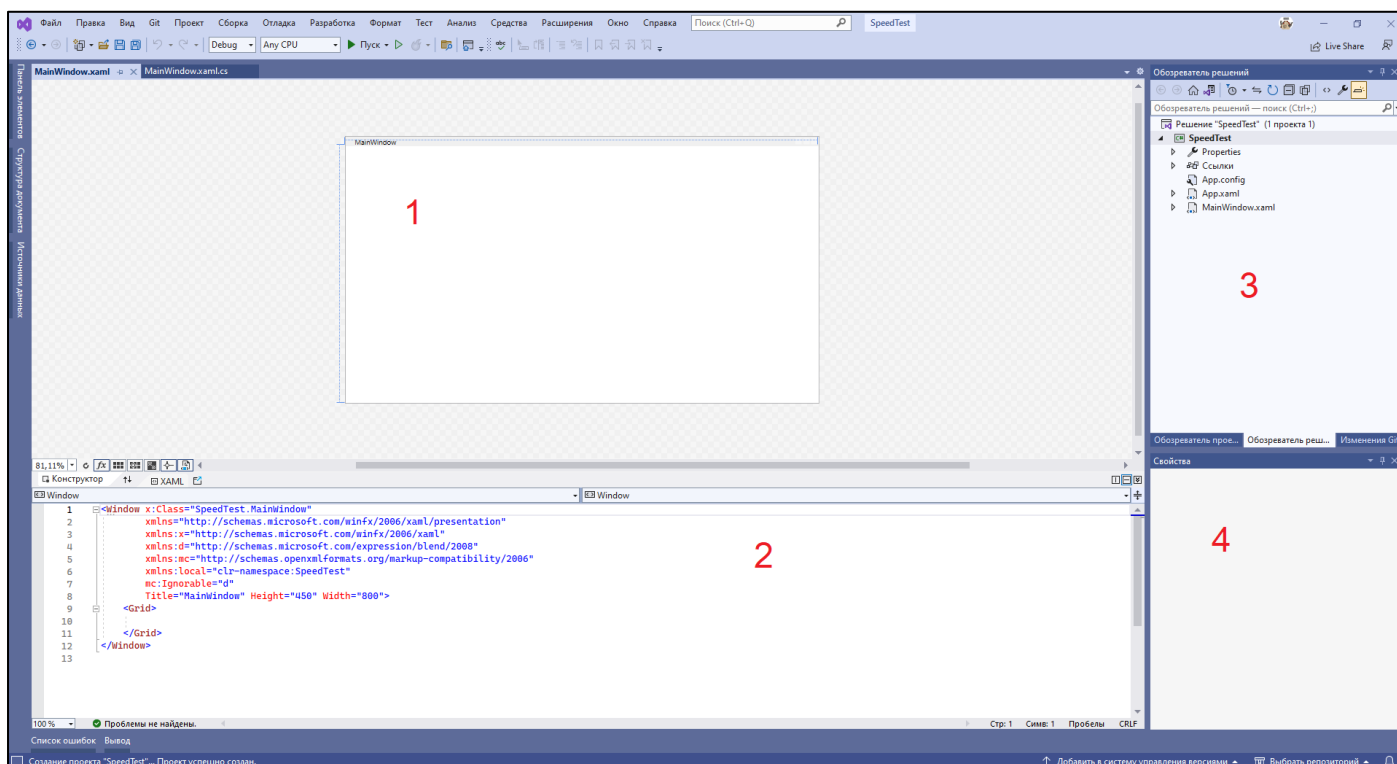 Файл Правка Вид Git Проект Сборка Отладка Разработка Формат Тест Анализ Средства Расширения Окно Справка Поиск (Ctrl+Q) SpeedTest
Debug Any CPU Пуск Live Share
Панель элементов
Структура документа
Источники данных
MainWindow.xaml MainWindow.xaml.cs
MainWindow
1
81,11%
Конструктор XAML
Window Window
1 <Window x:Class="SpeedTest.MainWindow"
2 xmlns="http://schemas.microsoft.com/winfx/2006/xaml/presentation"
3 xmlns:x="http://schemas.microsoft.com/winfx/2006/xaml"
4 xmlns:d="http://schemas.microsoft.com/expression/blend/2008"
5 xmlns:mc="http://schemas.openxmlformats.org/markup-compatibility/2006"
6 xmlns:local="clr-namespace:SpeedTest"
7 mc:Ignorable="d"
8 Title="MainWindow" Height="450" Width="800">
9 <Grid>
10
11 </Grid>
12 </Window>
13
2
100 % Проблемы не найдены. Стр: 1 Симв: 1 Пробелы CRLF
Список ошибок Вывод
Обозреватель решений
Обозреватель решений — поиск (Ctrl+;)
Решение "SpeedTest" (1 проекта 1)
SpeedTest
Properties
Ссылки
App.config
App.xaml
MainWindow.xaml
3
Обозреватель прое... Обозреватель реш... Изменения Gi
Свойства
4
Создание проекта "SpeedTest"... Проект успешно создан. Добавить в систему управления версиями Выбрать репозиторий